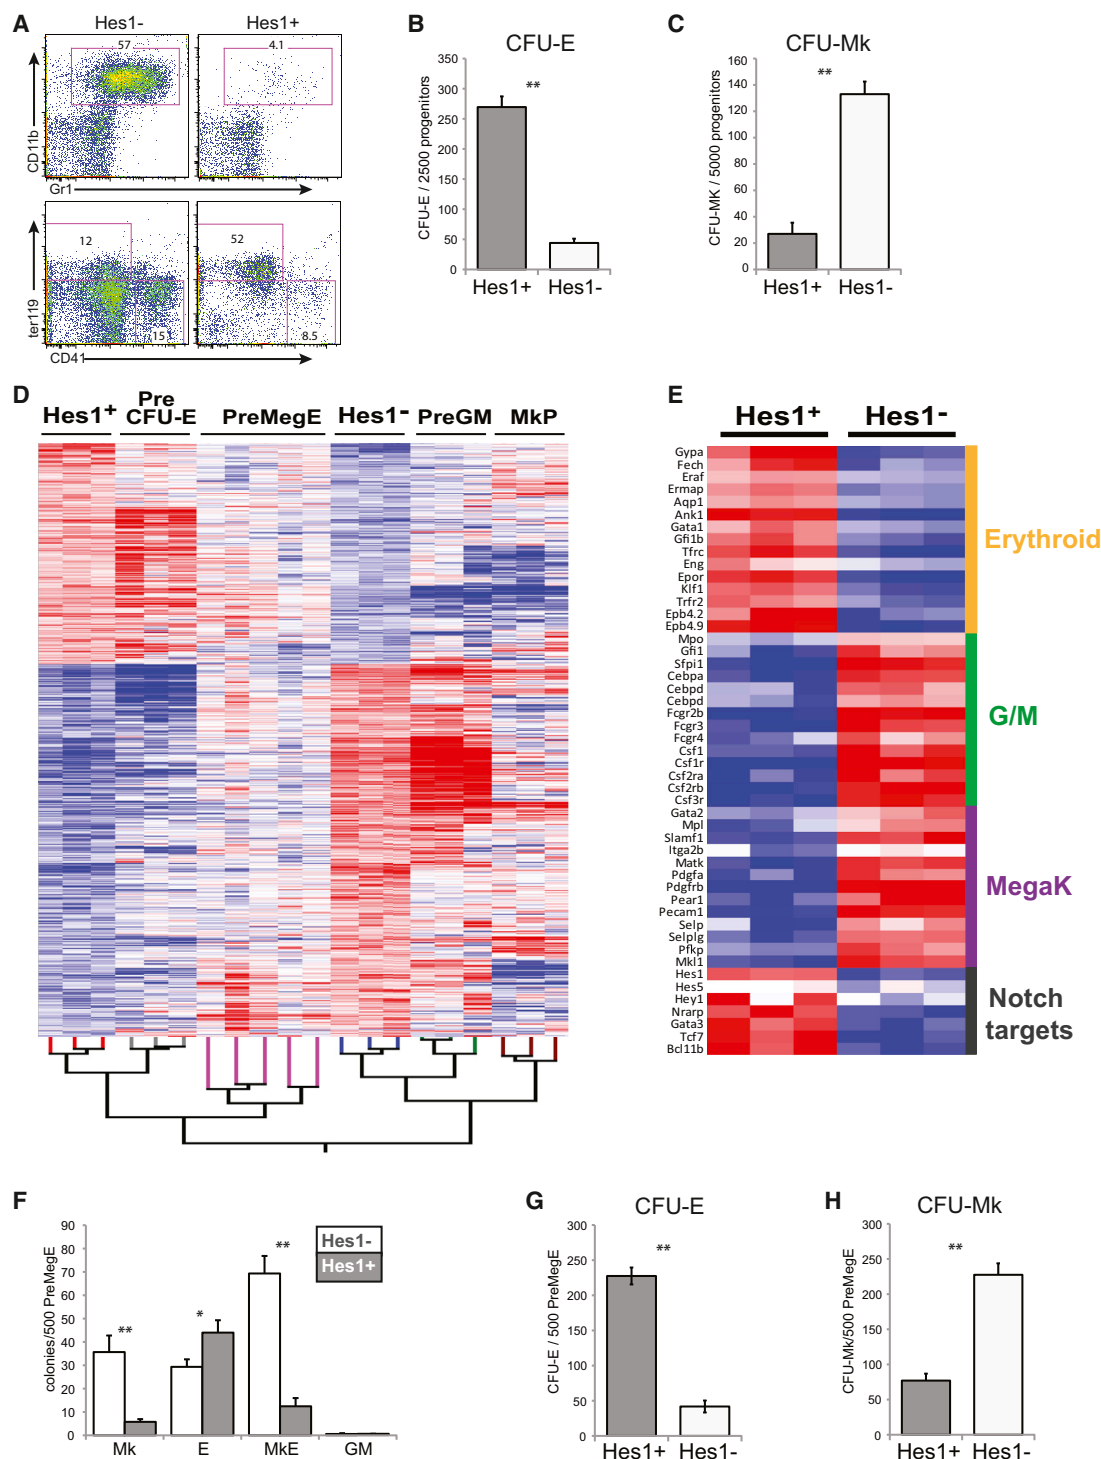 A
Hes1-
Hes1+
57
4.1
CD11b
Gr1
12
52
15
8.5
ter119
CD41
B
CFU-E
**
CFU-E / 2500 progenitors
350
300
250
200
150
100
50
0
Hes1+
Hes1-
C
CFU-Mk
**
CFU-MK / 5000 progenitors
160
140
120
100
80
60
40
20
0
Hes1+
Hes1-
D
Hes1+
Pre CFU-E
PreMegE
Hes1-
PreGM
MkP
E
Hes1+
Hes1-
Gypa
Fech
Eraf
Ermap
Aqp1
Ank1
Gata1
Gfi1b
Tfrc
Eng
Epor
Klf1
Trfr2
Epb4.2
Epb4.9
Mpo
Gfi1
Sfpi1
Cebpa
Cebpd
Cebpd
Fcgr2b
Fcgr3
Fcgr4
Csf1
Csf1r
Csf2ra
Csf2rb
Csf3r
Gata2
Mpl
Slamf1
Itga2b
Matk
Pdgfa
Pdgfrb
Pear1
Pecam1
Selp
Selplg
Pfkp
Mkl1
Hes1
Hes5
Hey1
Nrarp
Gata3
Tcf7
Bcl11b
Erythroid
G/M
MegaK
Notch
targets
F
colonies/500 PreMegE
90
80
70
60
50
40
30
20
10
0
**
*
**
Hes1-
Hes1+
Mk
E
MkE
GM
G
CFU-E
**
CFU-E / 500 PreMegE
300
250
200
150
100
50
0
Hes1+
Hes1-
H
CFU-Mk
**
CFU-Mk/500 PreMegE
300
250
200
150
100
50
0
Hes1+
Hes1-